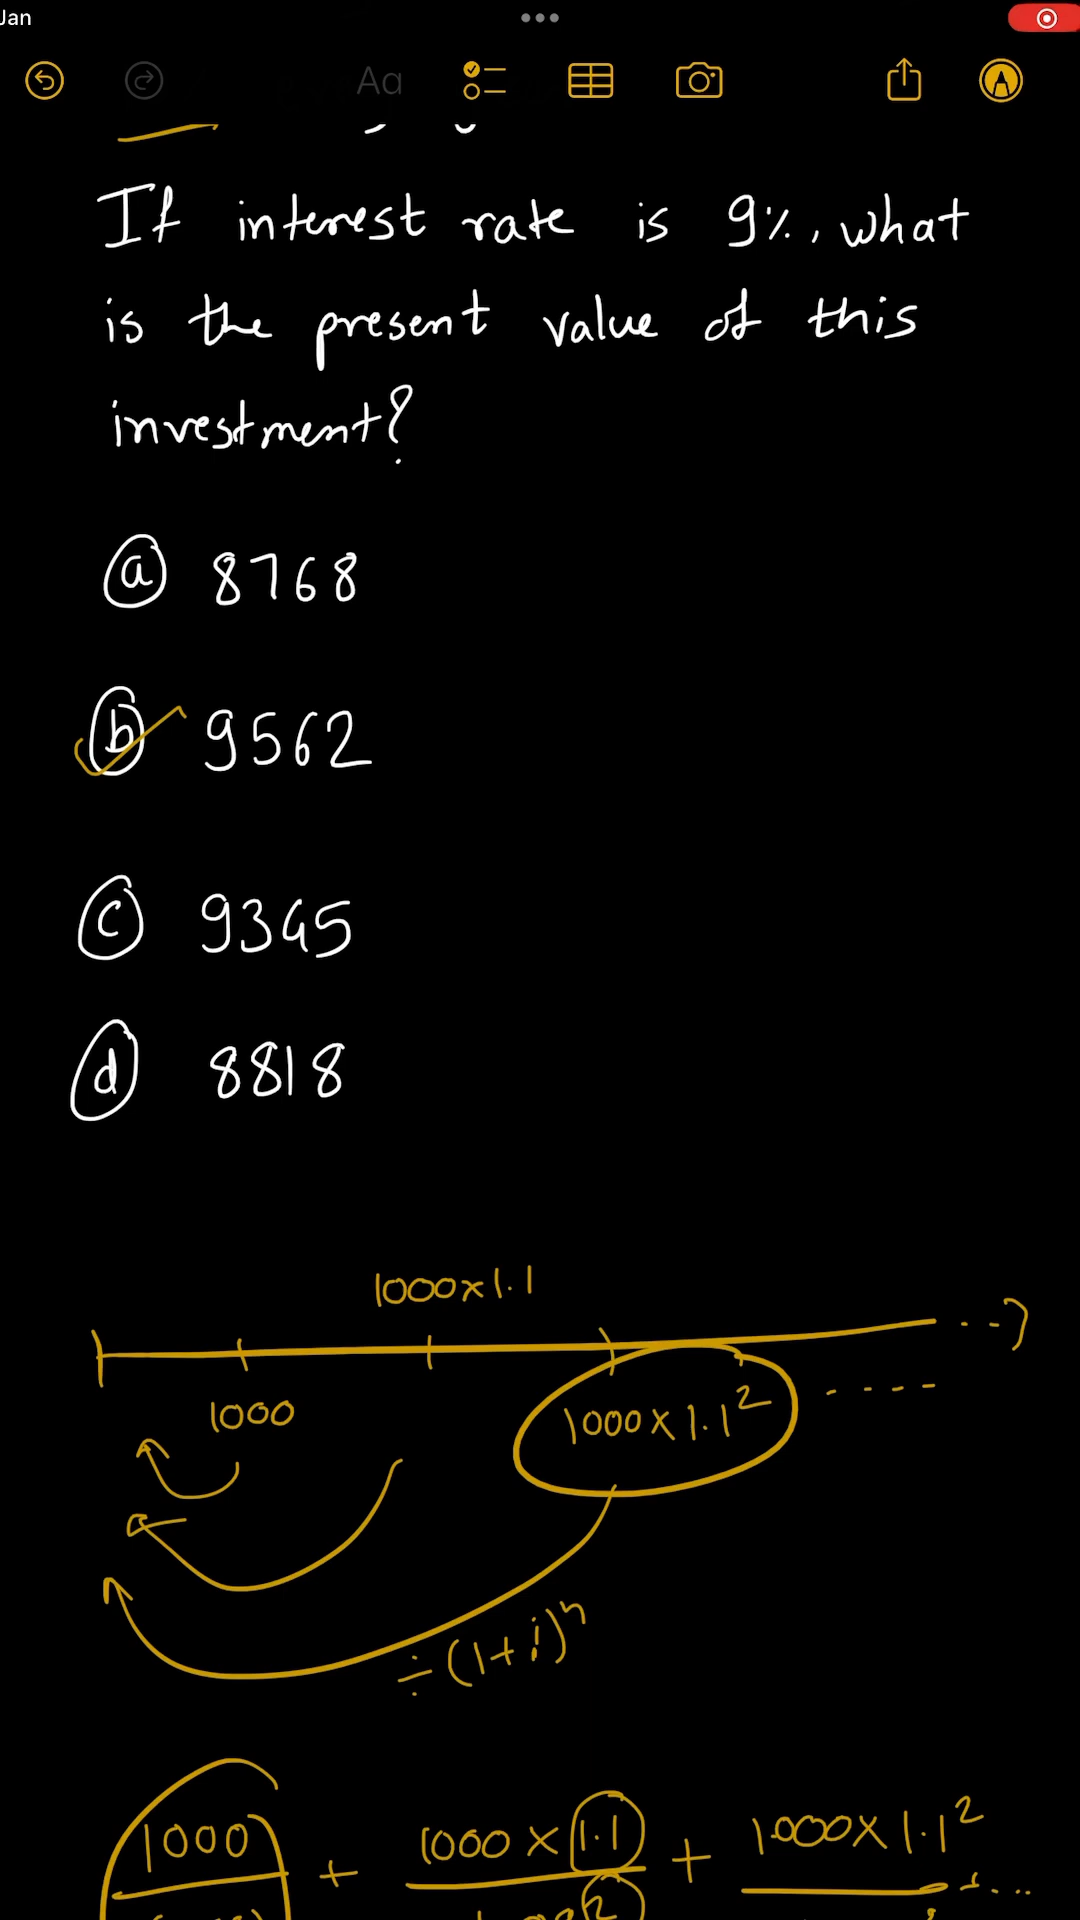 Jan
Aa
If interest rate is 9%, what
is the present value of this
investment?
a 8768
b 9562
c 9345
d 8818
1000×1.1
1000
1000×1.1²
÷(1+i)ⁿ
1000 + 1000×1.1 + 1000×1.1² + ...